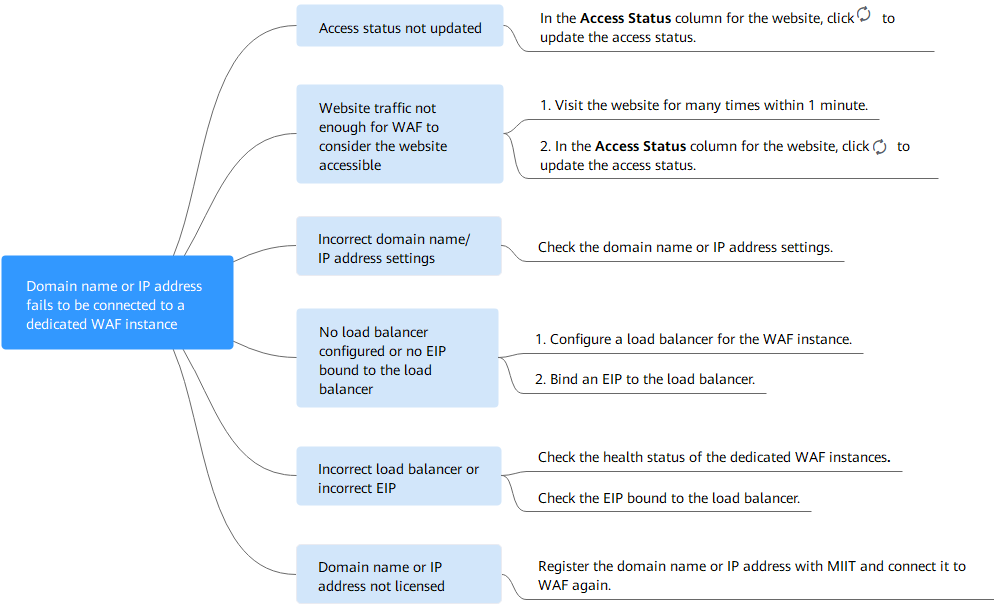 Domain name or IP address
fails to be connected to a
dedicated WAF instance
Access status not updated
In the Access Status column for the website, click to
update the access status.
Website traffic not
enough for WAF to
consider the website
accessible
1. Visit the website for many times within 1 minute.
2. In the Access Status column for the website, click to
update the access status.
Incorrect domain name/
IP address settings
Check the domain name or IP address settings.
No load balancer
configured or no EIP
bound to the load
balancer
1. Configure a load balancer for the WAF instance.
2. Bind an EIP to the load balancer.
Incorrect load balancer or
incorrect EIP
Check the health status of the dedicated WAF instances.
Check the EIP bound to the load balancer.
Domain name or IP
address not licensed
Register the domain name or IP address with MIIT and connect it to
WAF again.